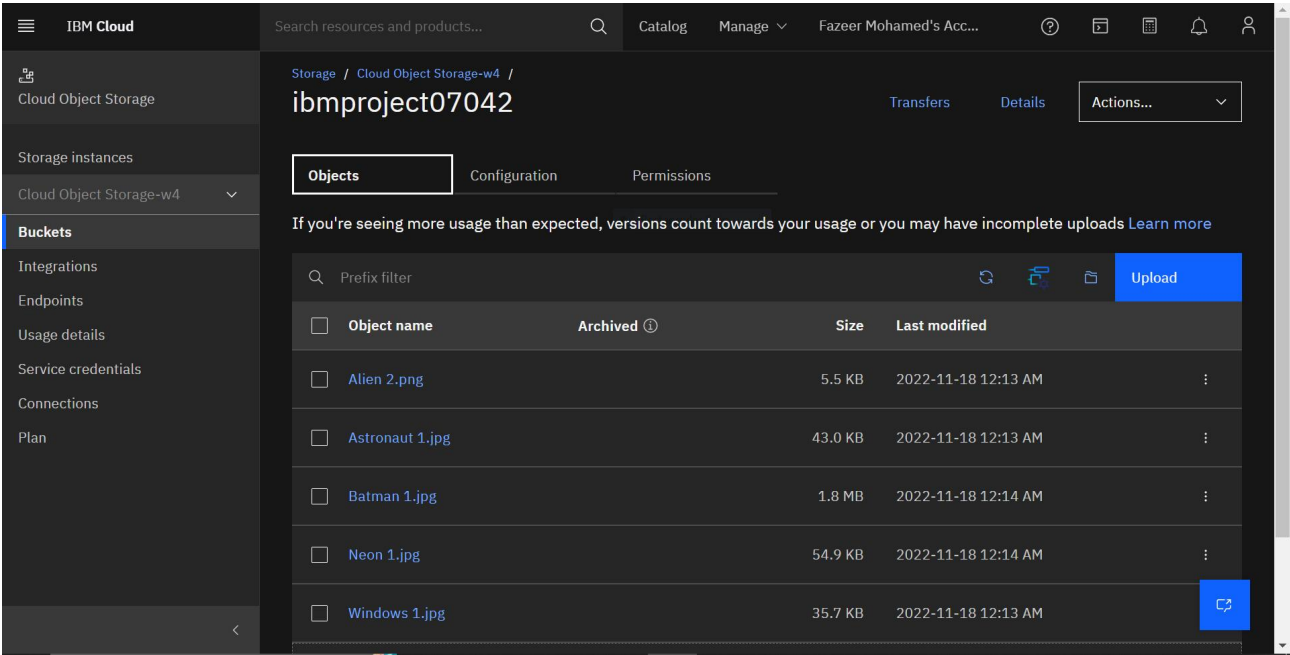 IBM Cloud
Search resources and products...
Catalog
Manage
Fazeer Mohamed's Acc...
Cloud Object Storage
Storage instances
Cloud Object Storage-w4
Buckets
Integrations
Endpoints
Usage details
Service credentials
Connections
Plan
Storage / Cloud Object Storage-w4 /
ibmproject07042
Transfers
Details
Actions...
Objects
Configuration
Permissions
If you're seeing more usage than expected, versions count towards your usage or you may have incomplete uploads Learn more
Prefix filter
Upload
Object name Archived Size Last modified
Alien 2.png 5.5 KB 2022-11-18 12:13 AM
Astronaut 1.jpg 43.0 KB 2022-11-18 12:13 AM
Batman 1.jpg 1.8 MB 2022-11-18 12:14 AM
Neon 1.jpg 54.9 KB 2022-11-18 12:14 AM
Windows 1.jpg 35.7 KB 2022-11-18 12:13 AM